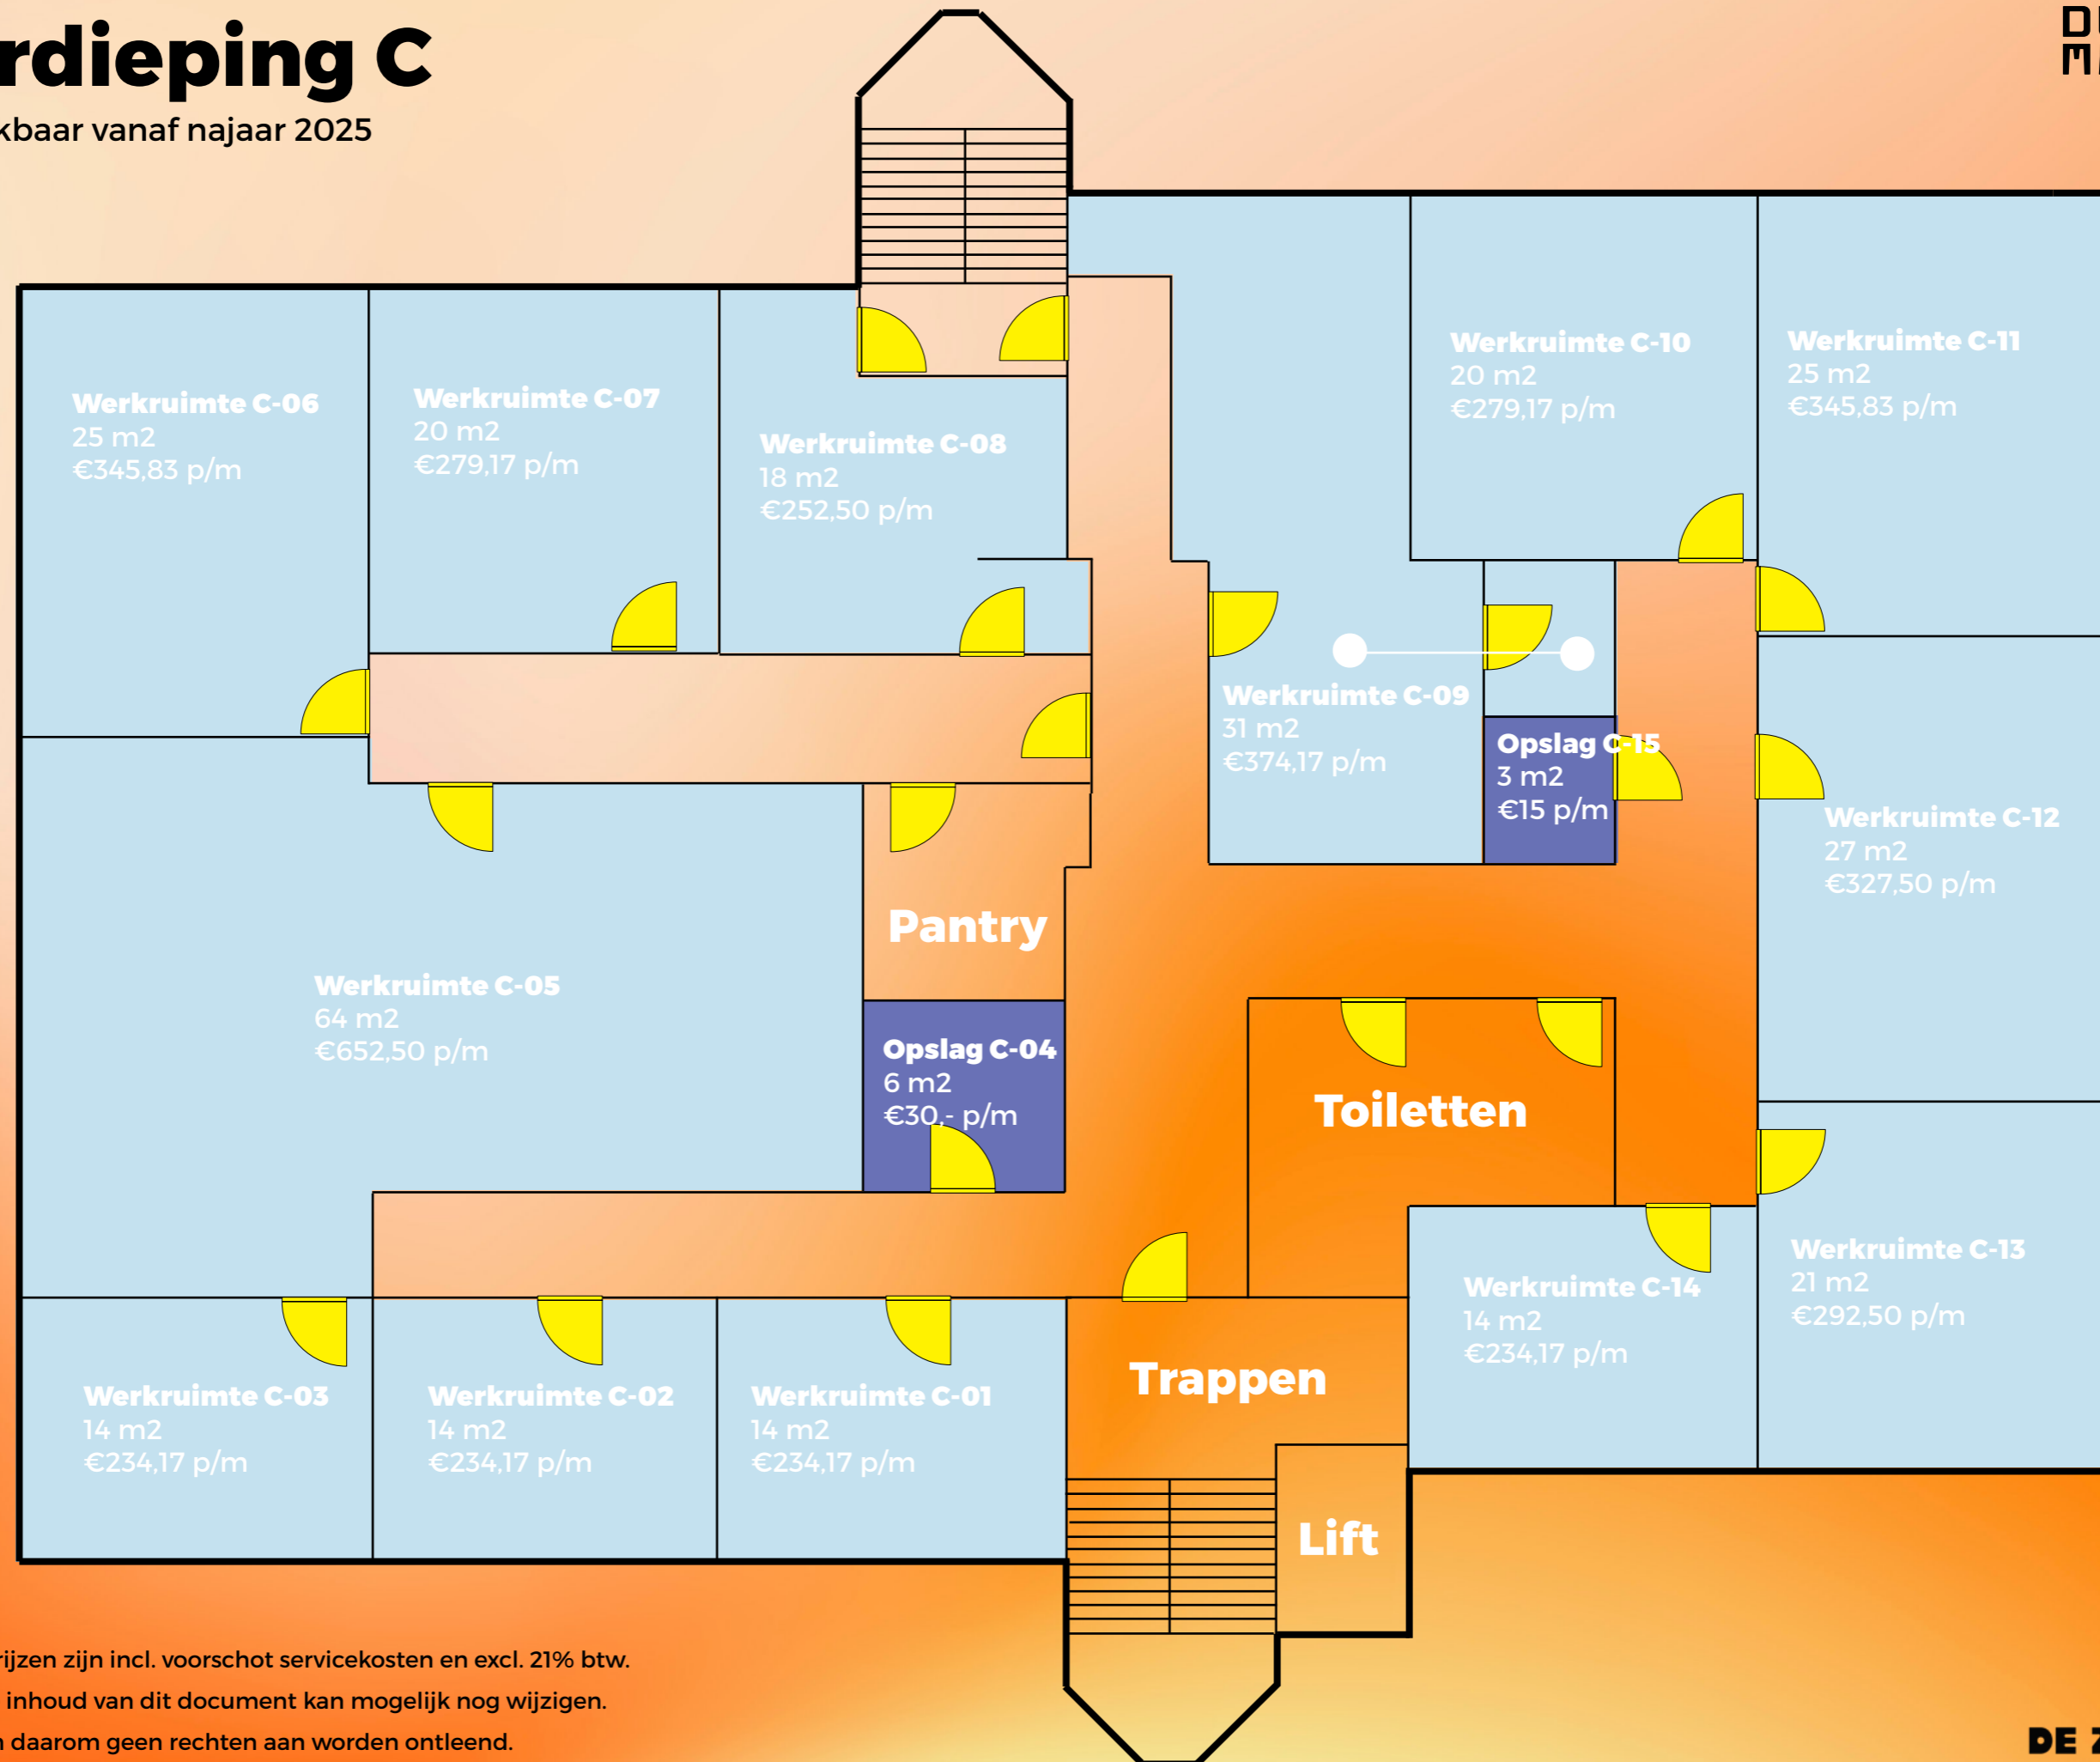 rdieping C
kbaar vanaf najaar 2025
Werkruimte C-06
25 m2
€345,83 p/m
Werkruimte C-07
20 m2
€279,17 p/m
Werkruimte C-08
18 m2
€252,50 p/m
Werkruimte C-10
20 m2
€279,17 p/m
Werkruimte C-11
25 m2
€345,83 p/m
Werkruimte C-09
31 m2
€374,17 p/m
Opslag C-15
3 m2
€15 p/m
Werkruimte C-12
27 m2
€327,50 p/m
Pantry
Werkruimte C-05
64 m2
€652,50 p/m
Opslag C-04
6 m2
€30,- p/m
Toiletten
Werkruimte C-14
14 m2
€234,17 p/m
Werkruimte C-13
21 m2
€292,50 p/m
Werkruimte C-03
14 m2
€234,17 p/m
Werkruimte C-02
14 m2
€234,17 p/m
Werkruimte C-01
14 m2
€234,17 p/m
Trappen
Lift
rijzen zijn incl. voorschot servicekosten en excl. 21% btw.
inhoud van dit document kan mogelijk nog wijzigen.
daarom geen rechten aan worden ontleend.
DE